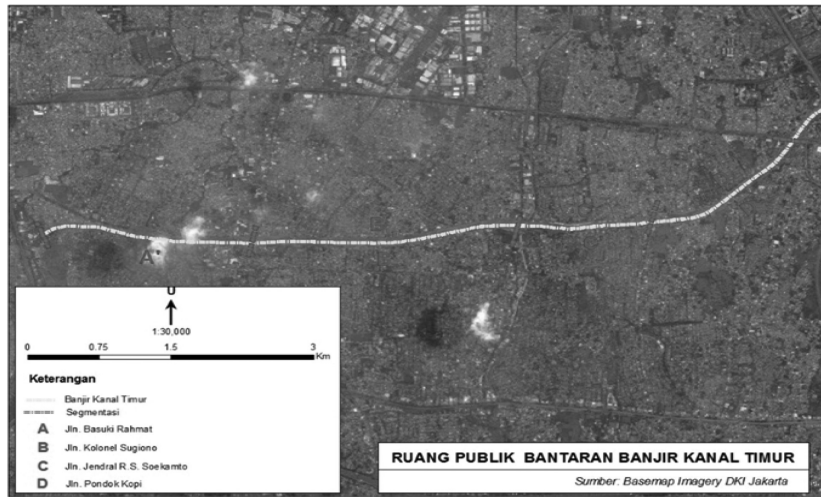 A
U
1:30,000
0 0.75 1.5 3
Km
Keterangan
Banjir Kanal Timur
Segmentasi
A Jln. Basuki Rahmat
B Jln. Kolonel Sugiono
C Jln. Jendral R.S. Soekamto
D Jln. Pondok Kopi
RUANG PUBLIK BANTARAN BANJIR KANAL TIMUR
Sumber: Basemap Imagery DKI Jakarta